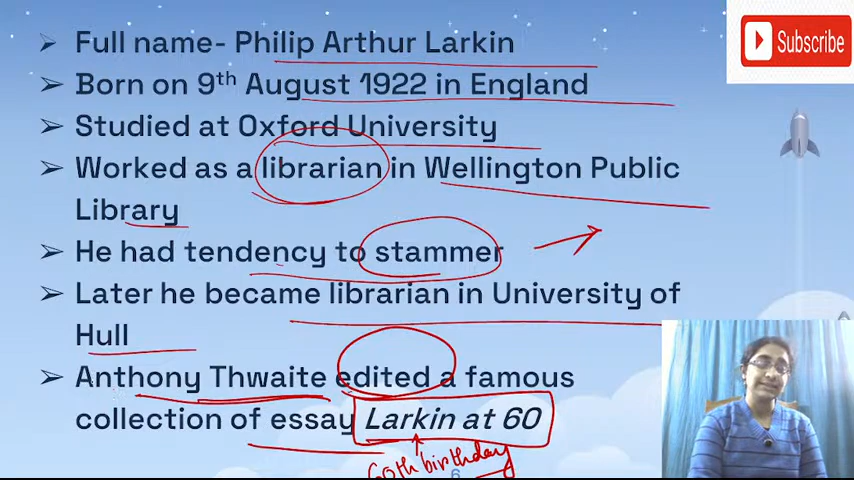 Subscribe
Full name- Philip Arthur Larkin
Born on 9th August 1922 in England
Studied at Oxford University
Worked as a librarian in Wellington Public
Library
He had tendency to stammer
Later he became librarian in University of
Hull
Anthony Thwaite edited a famous
collection of essay Larkin at 60
60th birthday
6